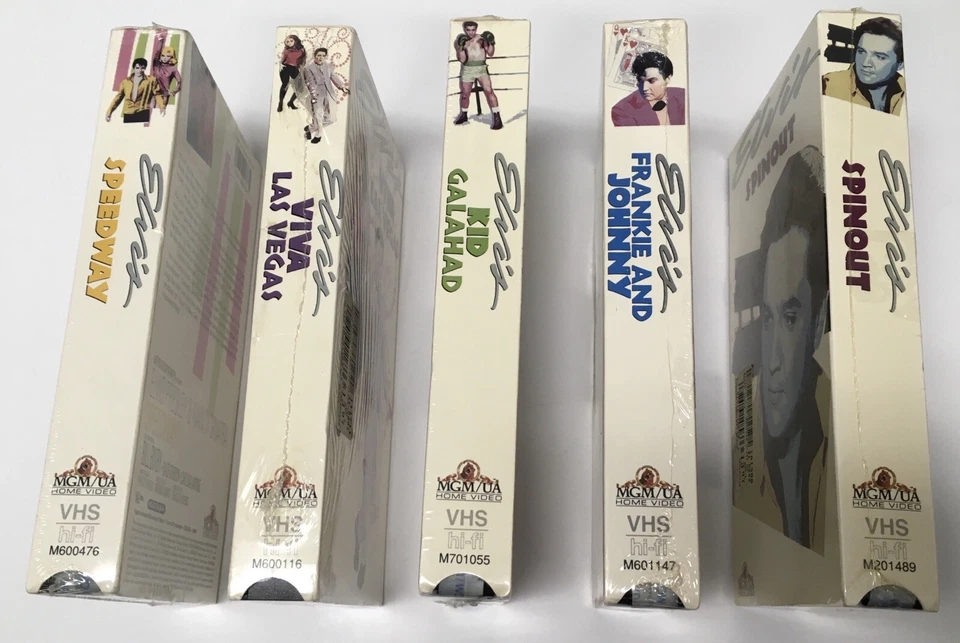 Elvis
SPEEDWAY
MGM/UA
HOME VIDEO
VHS
hi-fi
M600476
Elvis
VIVA
LAS VEGAS
MGM/UA
HOME VIDEO
VHS
hi-fi
M600116
Elvis
KID
GALAHAD
MGM/UA
HOME VIDEO
VHS
hi-fi
M701055
Elvis
FRANKIE AND
JOHNNY
MGM/UA
HOME VIDEO
VHS
hi-fi
M601147
Elvis
SPINOUT
Elvis
SPINOUT
MGM/UA
HOME VIDEO
VHS
hi-fi
M201489